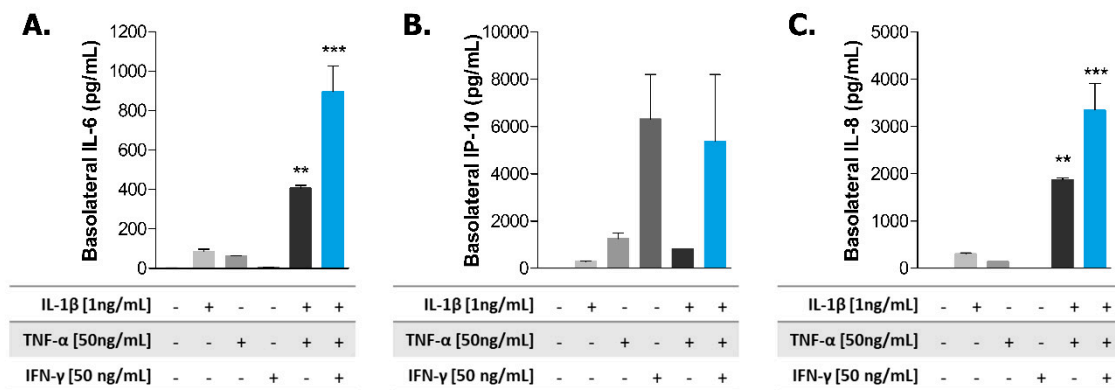 A.
Basolateral IL-6 (pg/mL)
1200
1000
800
600
400
200
0
**
***
B.
Basolateral IP-10 (pg/mL)
10000
8000
6000
4000
2000
0
C.
Basolateral IL-8 (pg/mL)
5000
4000
3000
2000
1000
0
**
***
IL-1β [1ng/mL] - + - - + +
TNF-α [50ng/mL] - - + - + +
IFN-γ [50 ng/mL] - - - + - +
IL-1β [1ng/mL] - + - - + +
TNF-α [50ng/mL] - - + - + +
IFN-γ [50 ng/mL] - - - + - +
IL-1β [1ng/mL] - + - - + +
TNF-α [50ng/mL] - - + - + +
IFN-γ [50 ng/mL] - - - + - +